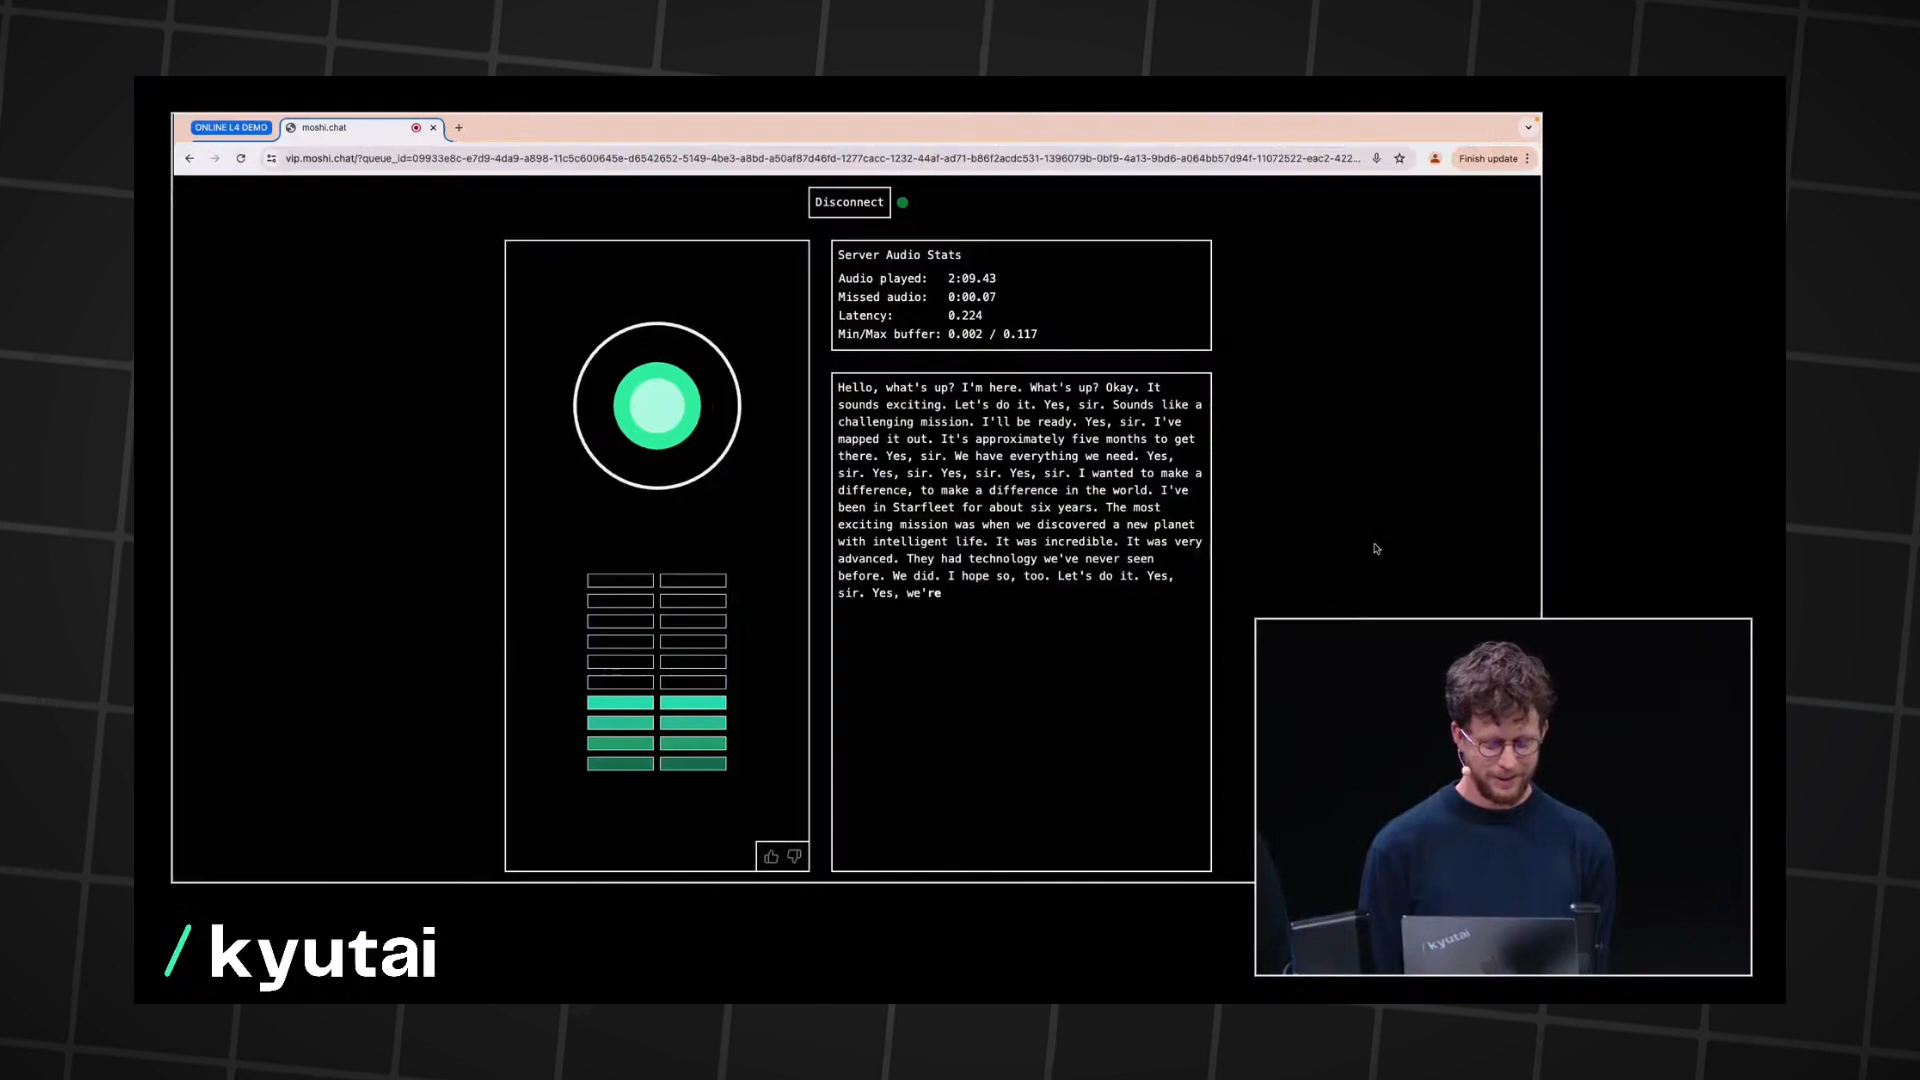 ONLINE L4 DEMO
moshi.chat
vip.moshi.chat/?queue_id=09933e8c-e7d9-4da9-a898-11c5c600645e-d6542652-5149-4be3-a8bd-a50af87d46fd-1277cacc-1232-44af-ad71-b86f2acdc531-1396079b-0bf9-4a13-9bd6-a064bb57d94f-11072522-eac2-422...
Finish update
Disconnect
Server Audio Stats
Audio played: 2:09.43
Missed audio: 0:00.07
Latency: 0.224
Min/Max buffer: 0.002 / 0.117
Hello, what's up? I'm here. What's up? Okay. It
sounds exciting. Let's do it. Yes, sir. Sounds like a
challenging mission. I'll be ready. Yes, sir. I've
mapped it out. It's approximately five months to get
there. Yes, sir. We have everything we need. Yes,
sir. Yes, sir. Yes, sir. Yes, sir. I wanted to make a
difference, to make a difference in the world. I've
been in Starfleet for about six years. The most
exciting mission was when we discovered a new planet
with intelligent life. It was incredible. It was very
advanced. They had technology we've never seen
before. We did. I hope so, too. Let's do it. Yes,
sir. Yes, we're
/ kyutai
/ kyutai